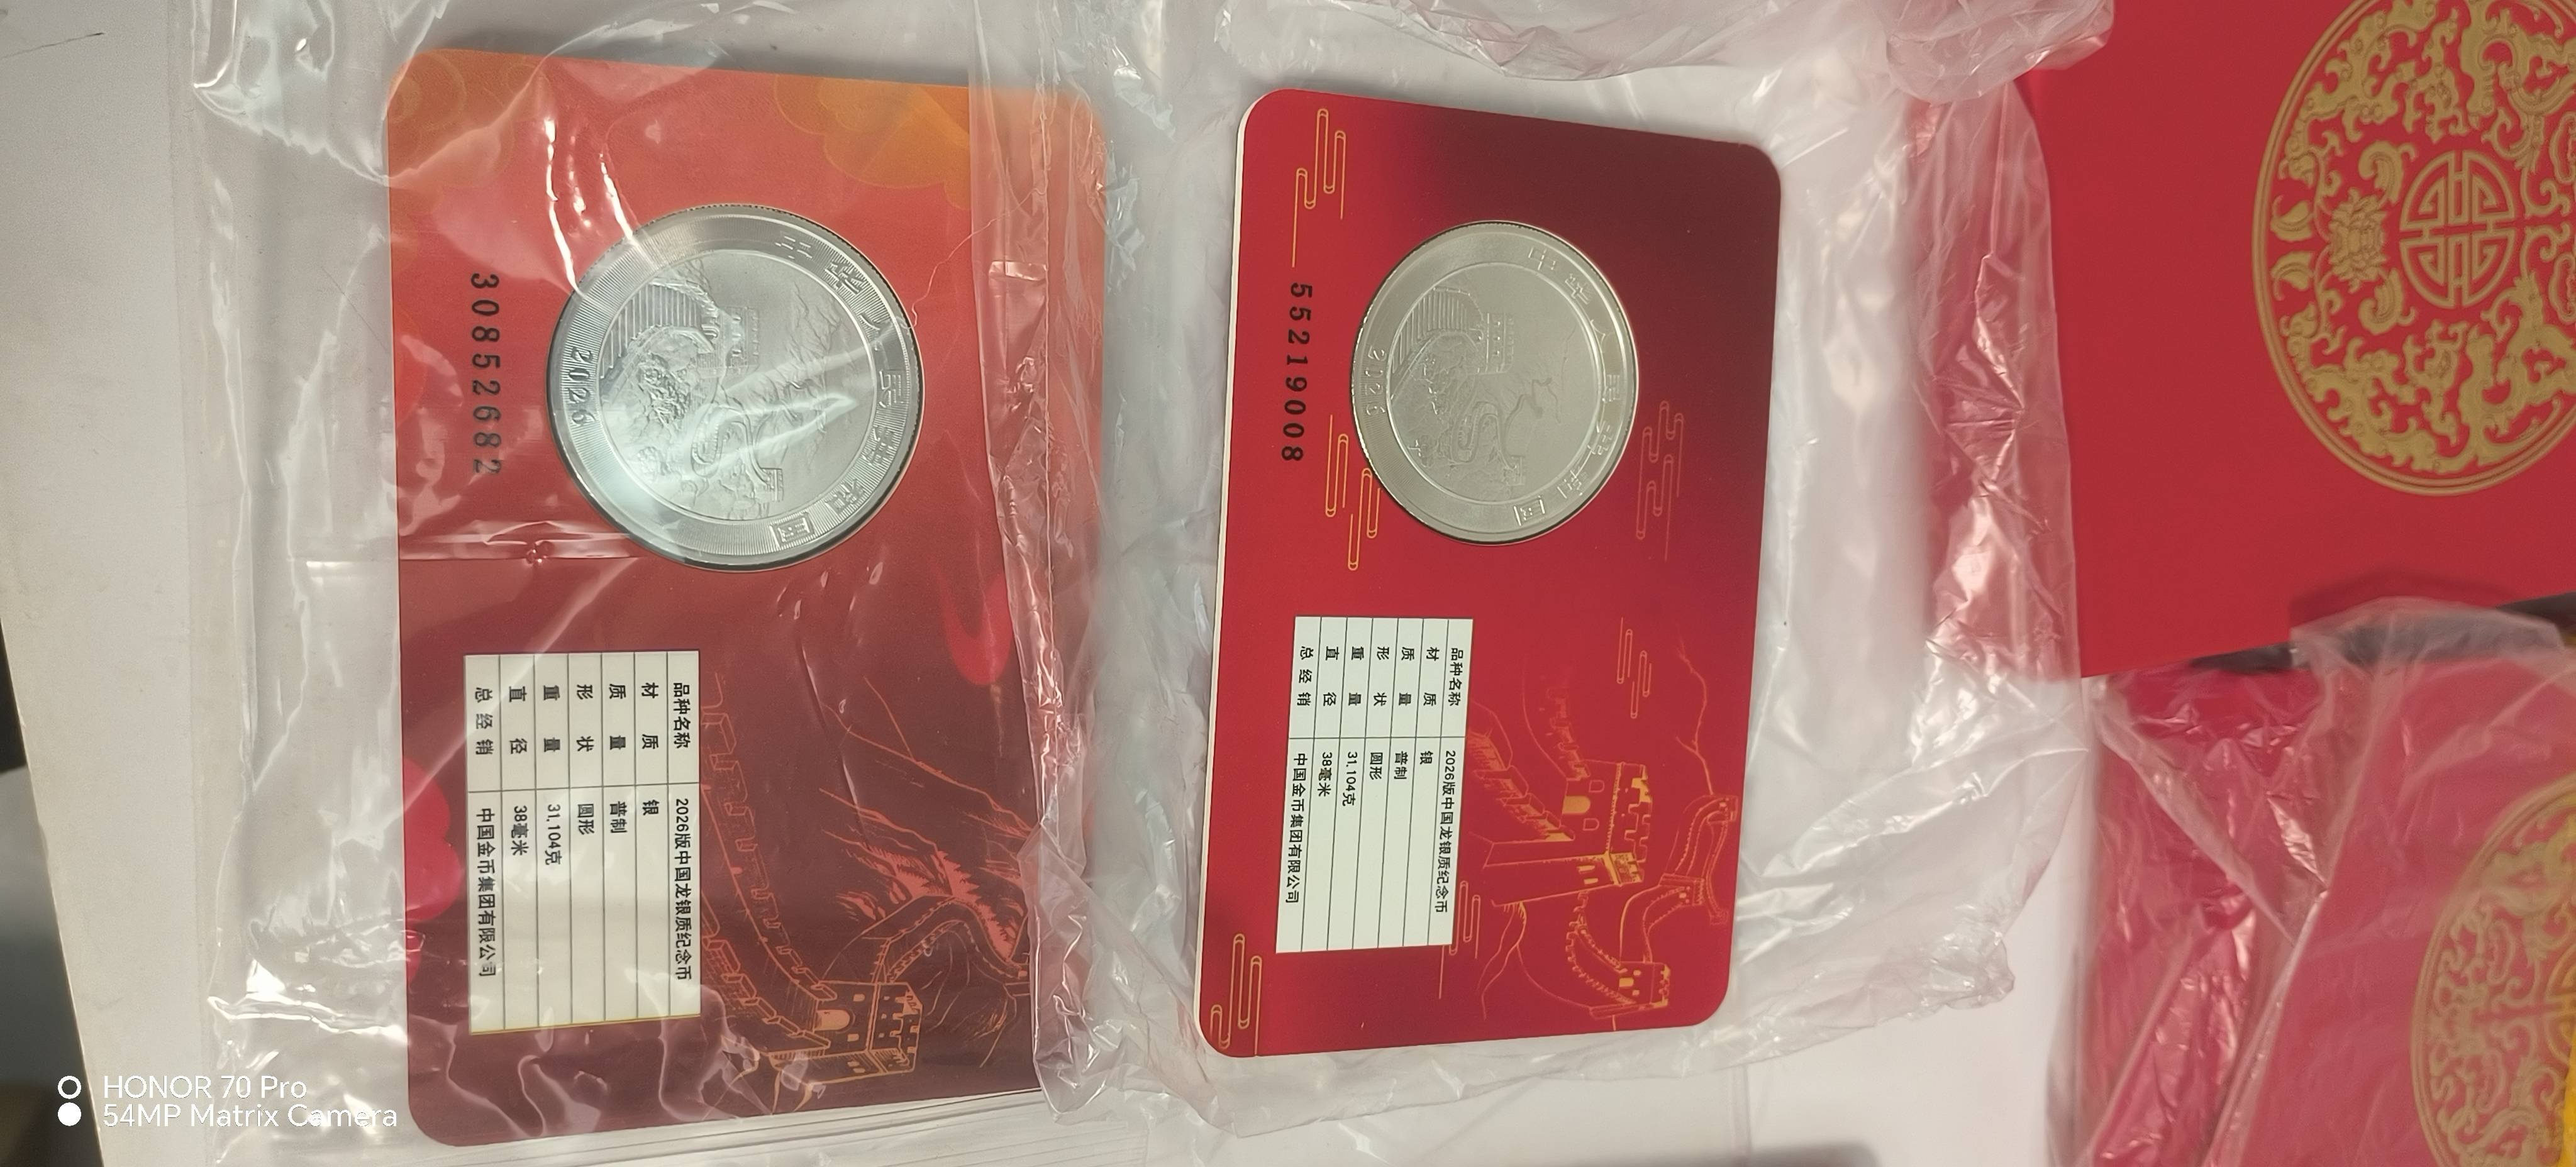 中华人民共和国
2026
55219008
品种名称 2026版中国龙银质纪念币
材质 银
质量 普制
形状 圆形
重量 31.104克
直径 38毫米
总经销 中国金币集团有限公司
中华人民共和国
2026
30852682
品种名称 2026版中国龙银质纪念币
材质 银
质量 普制
形状 圆形
重量 31.104克
直径 38毫米
总经销 中国金币集团有限公司
HONOR 70 Pro
54MP Matrix Camera